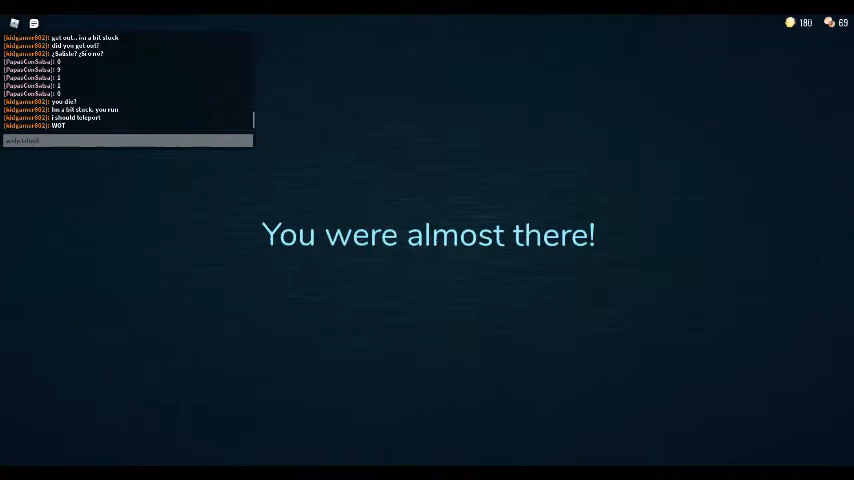 180
69
[kidgamer802]: get out.. im a bit stuck
[kidgamer802]: did you get out?
[kidgamer802]: ¿Saliste? ¿Sí o no?
[PapasConSalsa]: 0
[PapasConSalsa]: 9
[PapasConSalsa]: 1
[PapasConSalsa]: 1
[PapasConSalsa]: 0
[kidgamer802]: you die?
[kidgamer802]: Im a bit stuck. you run
[kidgamer802]: i should teleport
[kidgamer802]: WOT
You were almost there!